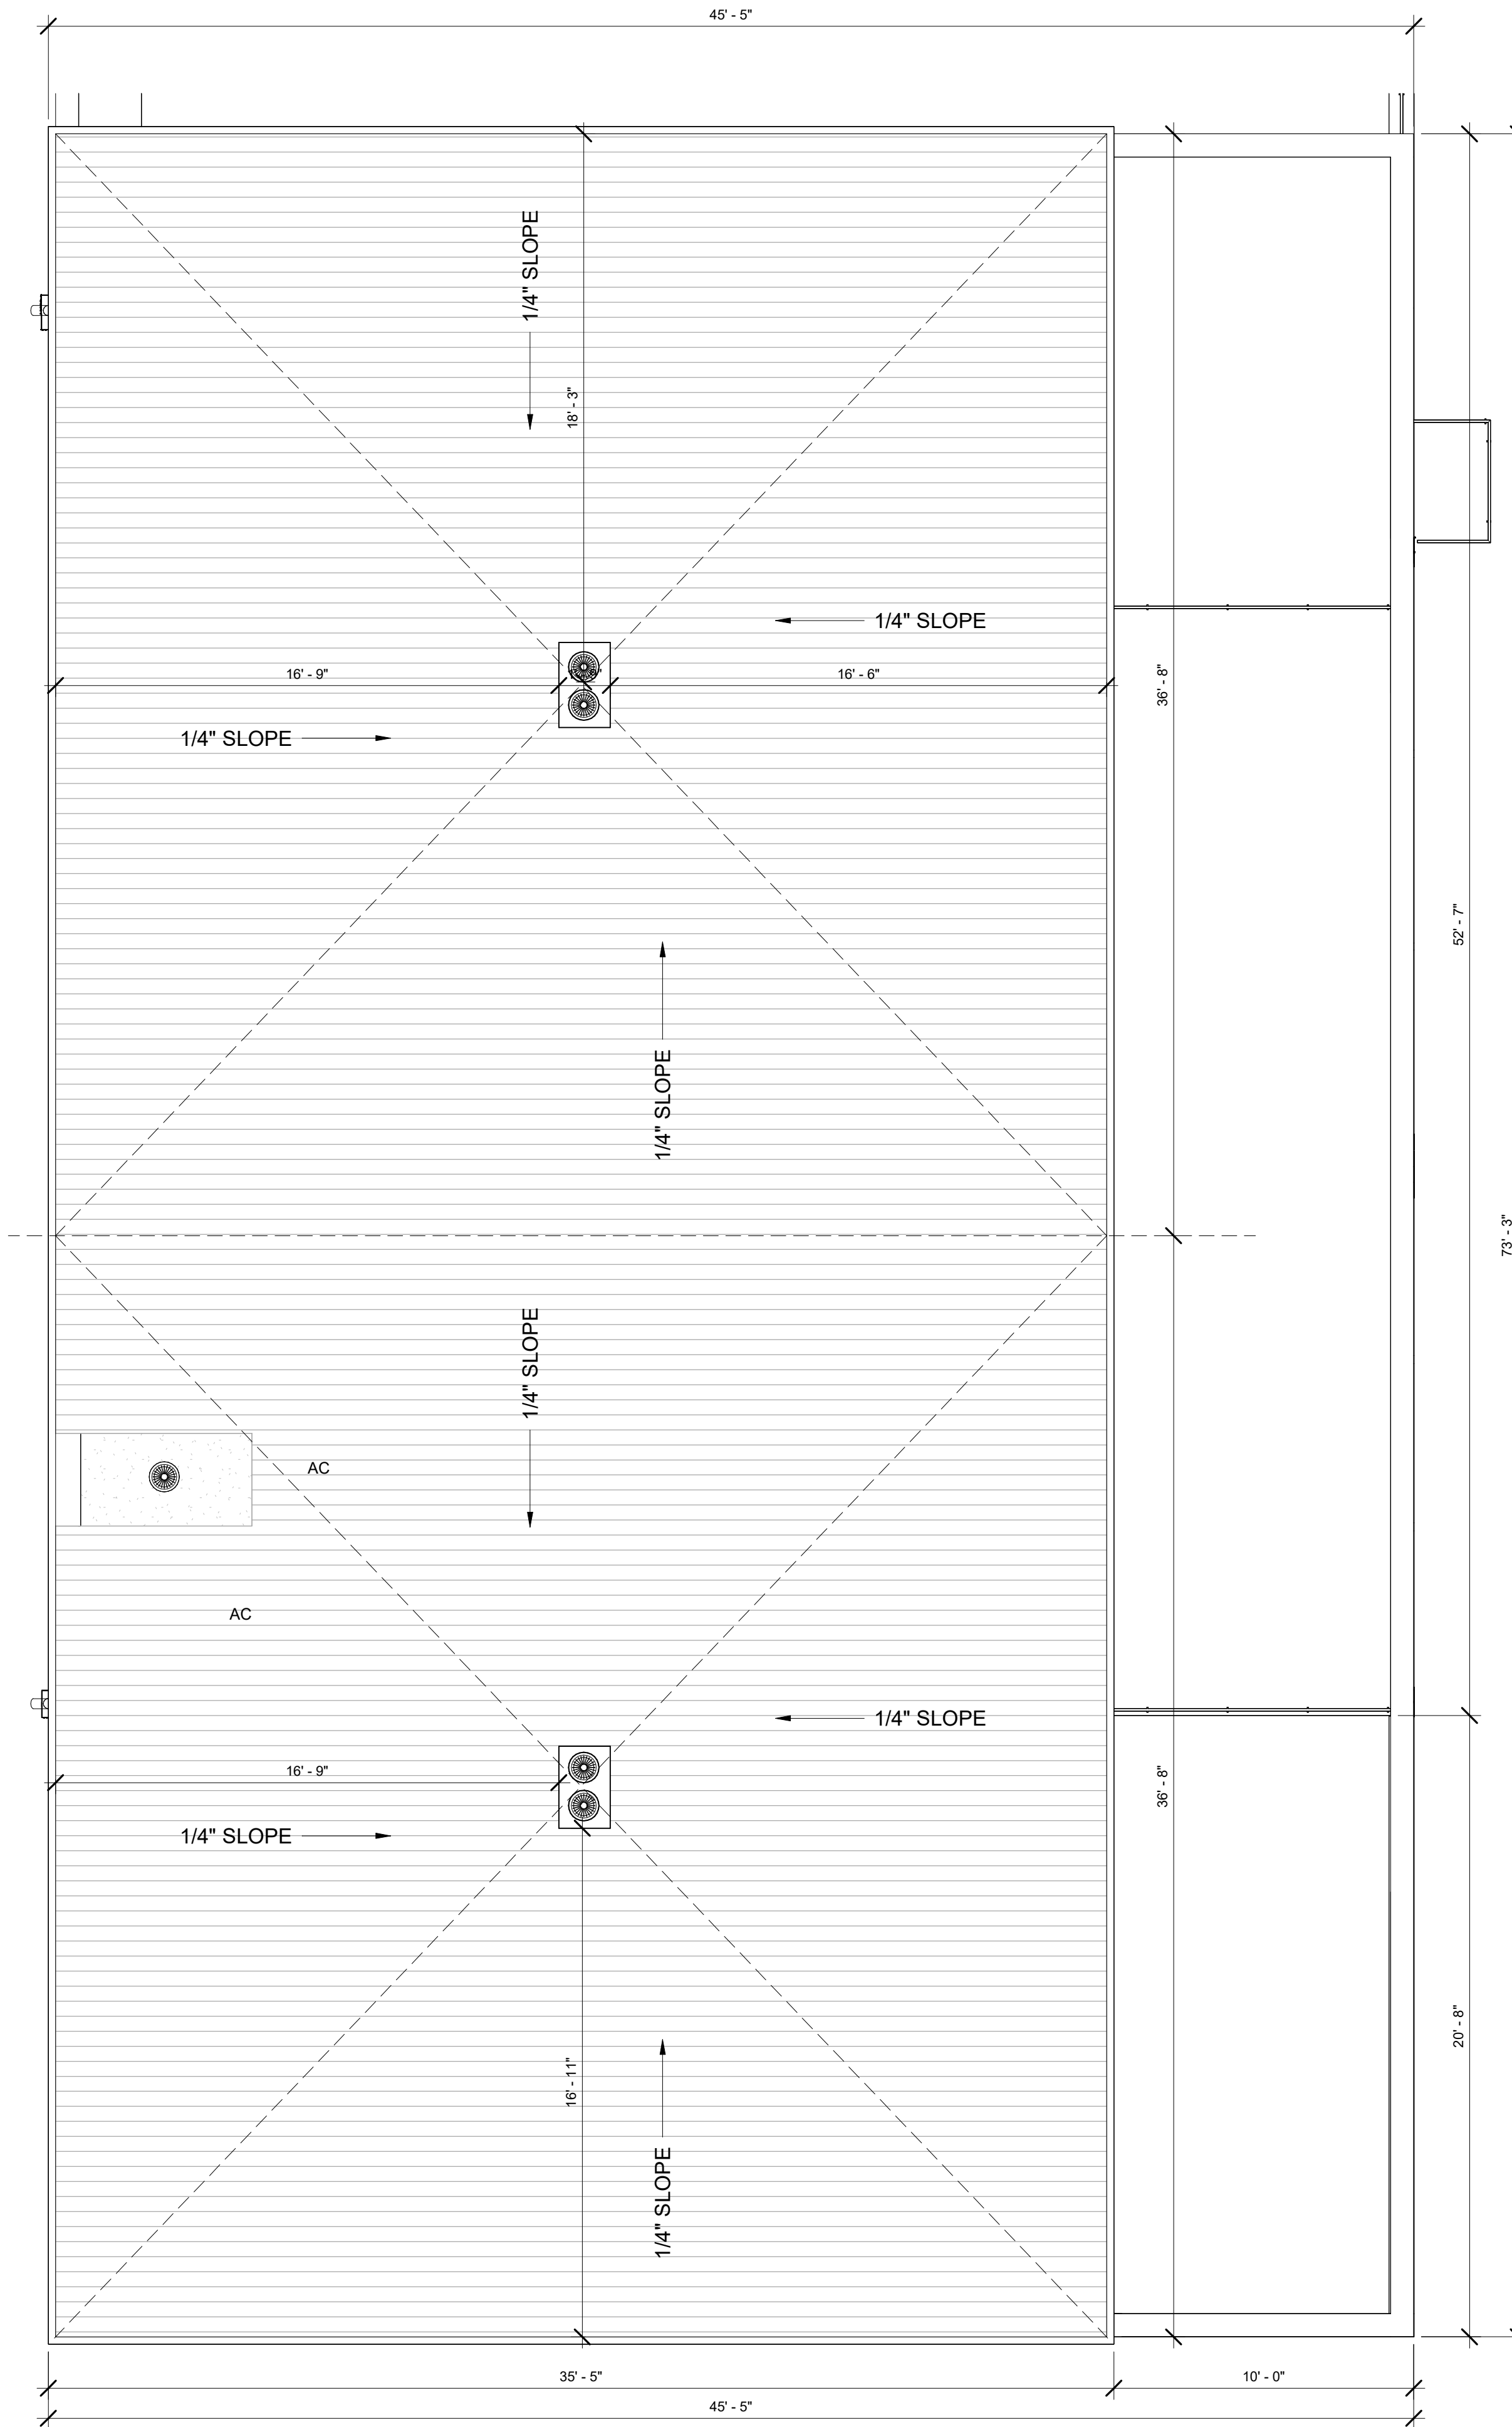 45' - 5"
1/4" SLOPE
18' - 3"
1/4" SLOPE
16' - 9"
16' - 6"
36' - 8"
1/4" SLOPE
52' - 7"
1/4" SLOPE
73' - 3"
1/4" SLOPE
AC
AC
1/4" SLOPE
16' - 9"
36' - 8"
1/4" SLOPE
20' - 8"
16' - 11"
1/4" SLOPE
35' - 5"
10' - 0"
45' - 5"